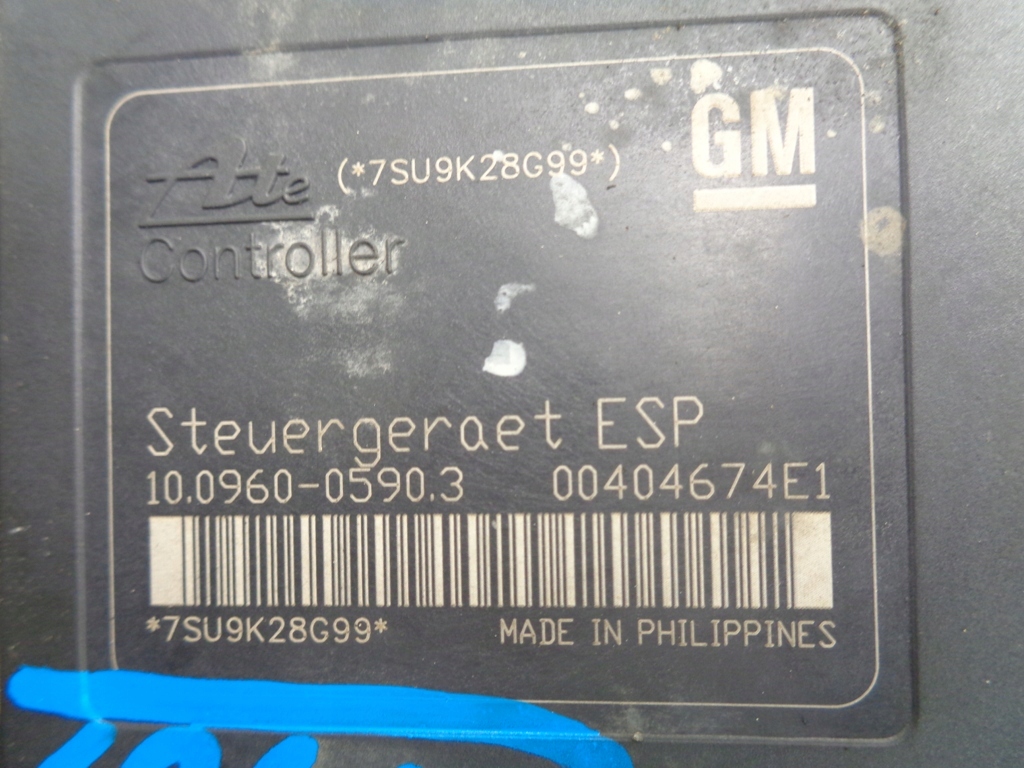 Ate (*7SU9K28G99*) GM
Controller
Steuergeraet ESP
10.0960-0590.3 00404674E1
*7SU9K28G99* MADE IN PHILIPPINES